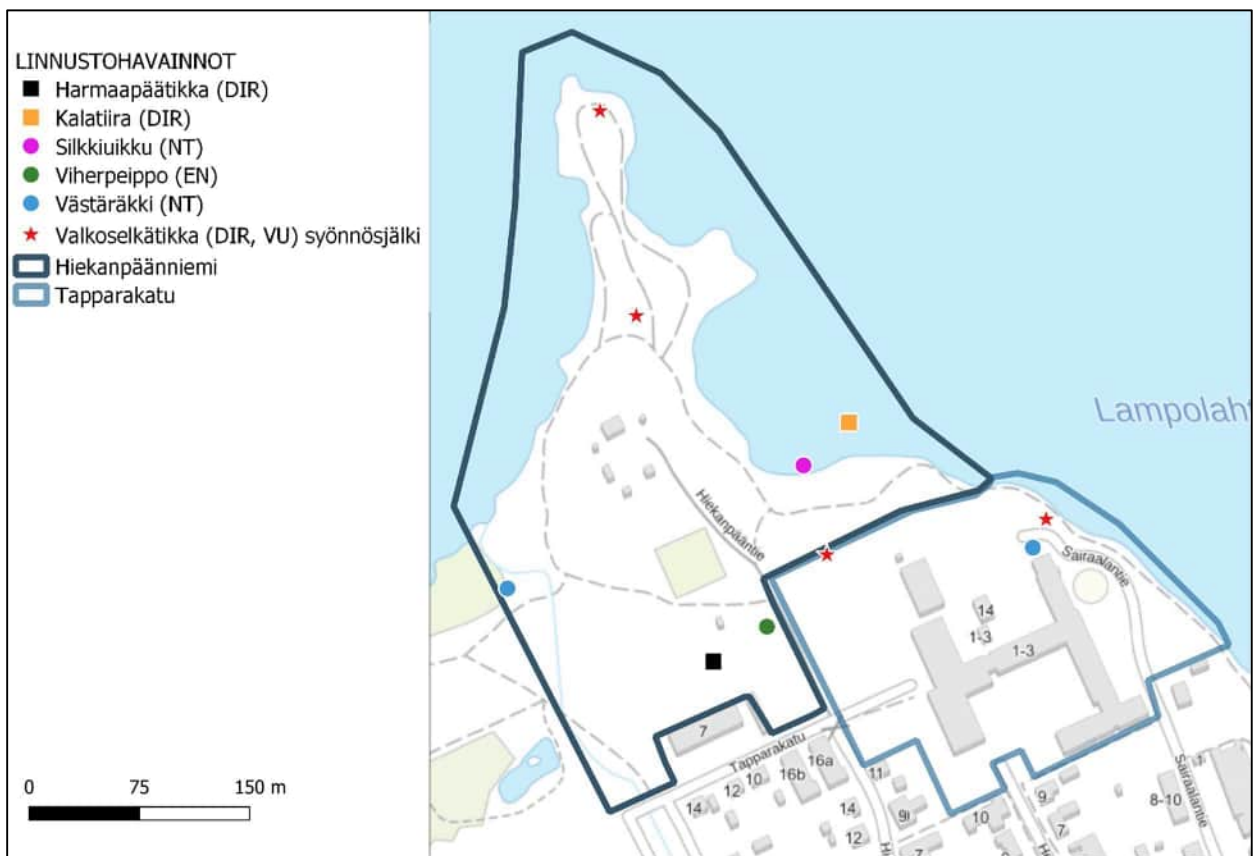 LINNUSTOHAVAINNOT
Harmaapäätikka (DIR)
Kalatiira (DIR)
Silkkiuikku (NT)
Viherpeippo (EN)
Västäräkki (NT)
Valkoselkätikka (DIR, VU) syönnösjälki
Hiekanpäänniemi
Tapparakatu
0 75 150 m
Lampolaht
Hiekanpääntie
Sairaalantie
14
1-3
1-3
7
Tapparakatu
16a
16b
10
12
14
11
14
12
9
10
9
7
7
8-10
1
Sairaalantie